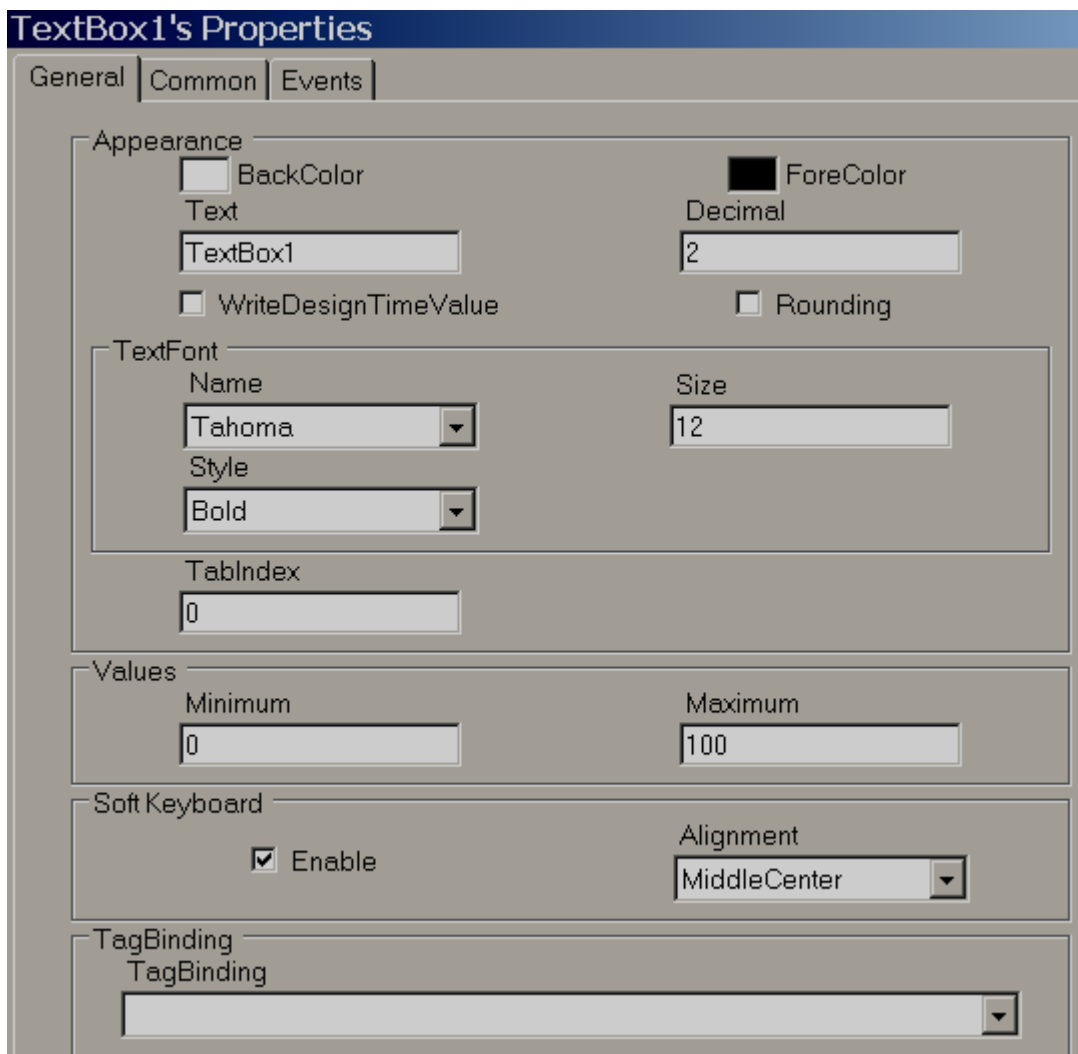 TextBox1's Properties
General Common Events
Appearance
BackColor ForeColor
Text Decimal
TextBox1 2
WriteDesignTimeValue Rounding
TextFont
Name Size
Tahoma 12
Style
Bold
TabIndex
0
Values
Minimum Maximum
0 100
Soft Keyboard
Alignment
Enable
MiddleCenter
TagBinding
TagBinding